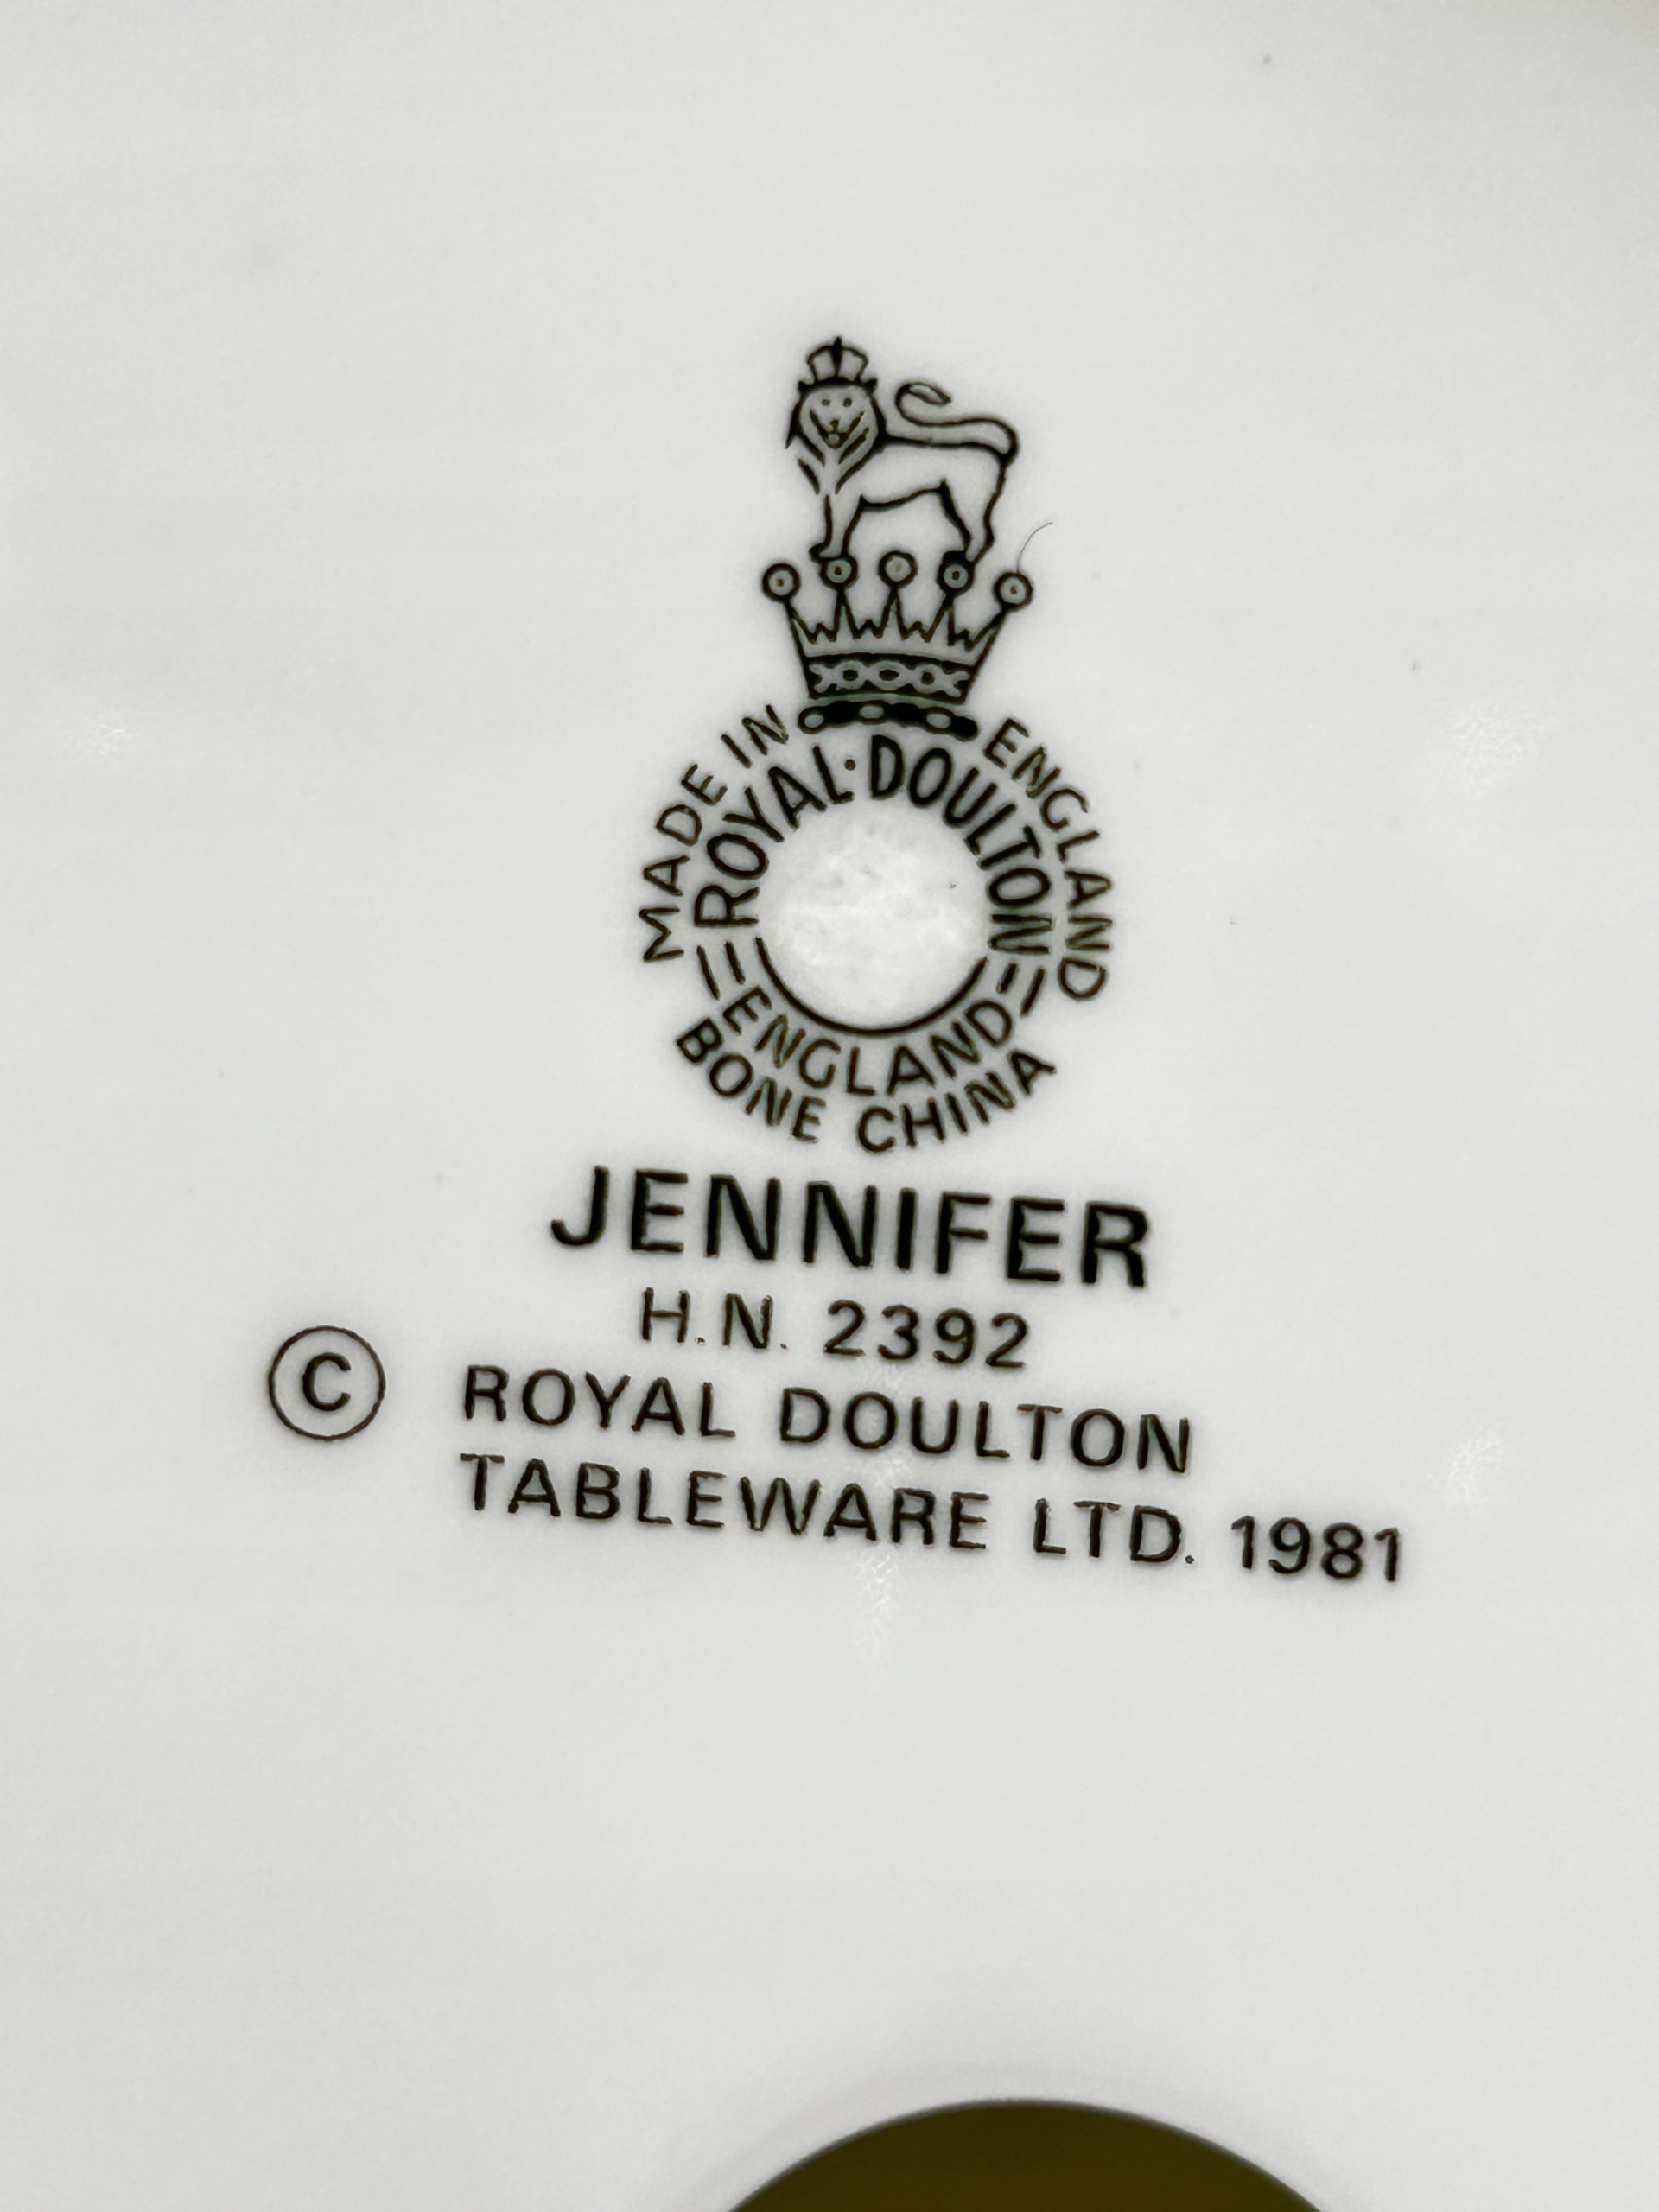 MADE IN ENGLAND
ROYAL·DOULTON
ENGLAND
BONE CHINA
JENNIFER
H.N. 2392
© ROYAL DOULTON
TABLEWARE LTD. 1981